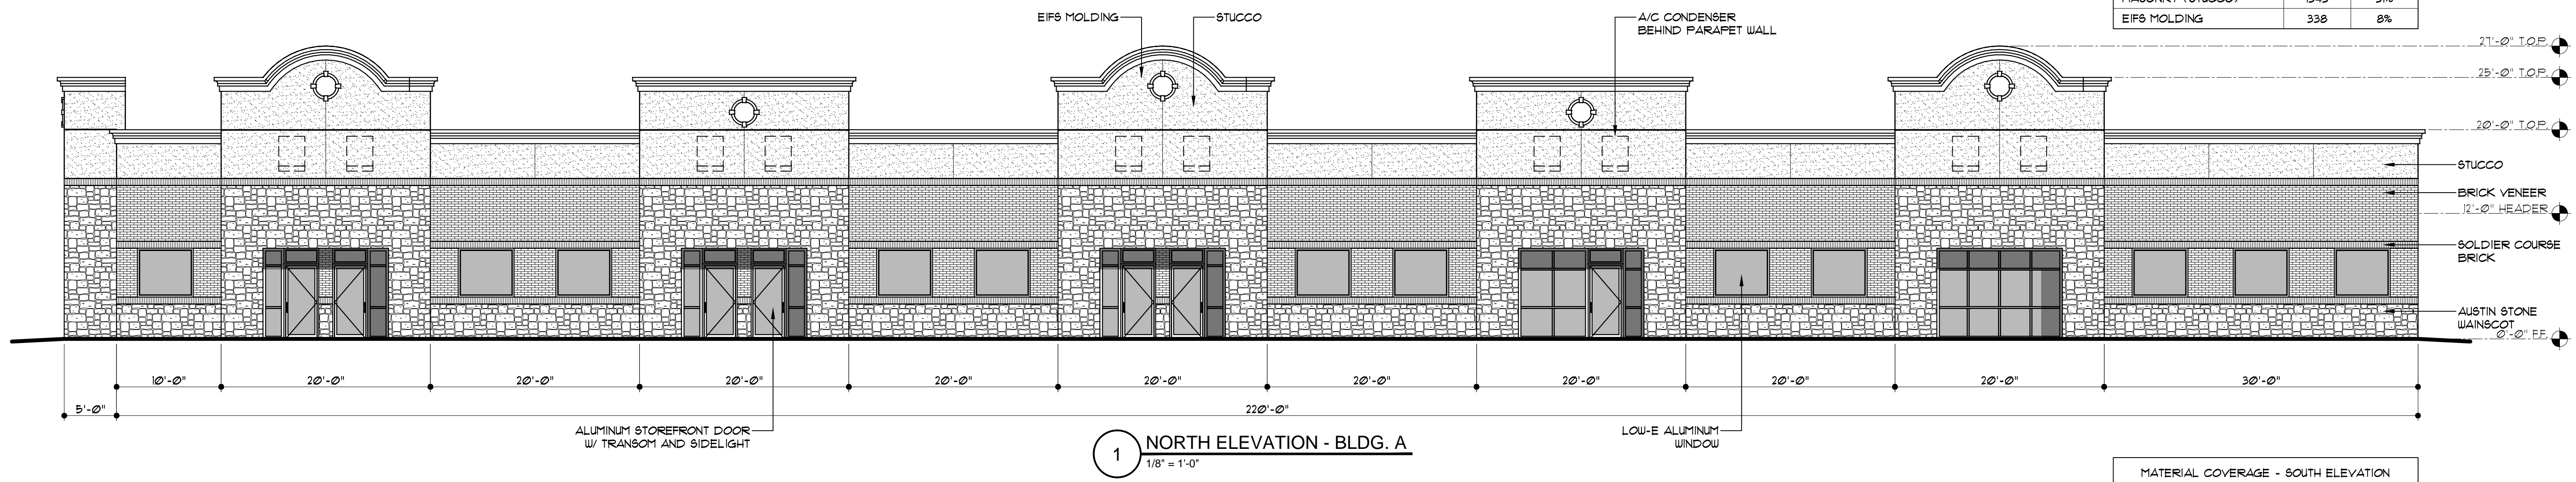 MASONRY (STUCCO) 31%
EIFS MOLDING 338 8%
EIFS MOLDING
STUCCO
A/C CONDENSER
BEHIND PARAPET WALL
27'-0" T.O.P.
25'-0" T.O.P.
20'-0" T.O.P.
STUCCO
BRICK VENEER
12'-0" HEADER
SOLDIER COURSE
BRICK
AUSTIN STONE
WAINSCOT
0'-0" F.F.
10'-0" 20'-0" 20'-0" 20'-0" 20'-0" 20'-0" 20'-0" 20'-0" 20'-0" 20'-0" 30'-0"
5'-0" 220'-0"
ALUMINUM STOREFRONT DOOR
W/ TRANSOM AND SIDELIGHT
LOW-E ALUMINUM
WINDOW
1 NORTH ELEVATION - BLDG. A
1/8" = 1'-0"
MATERIAL COVERAGE - SOUTH ELEVATION